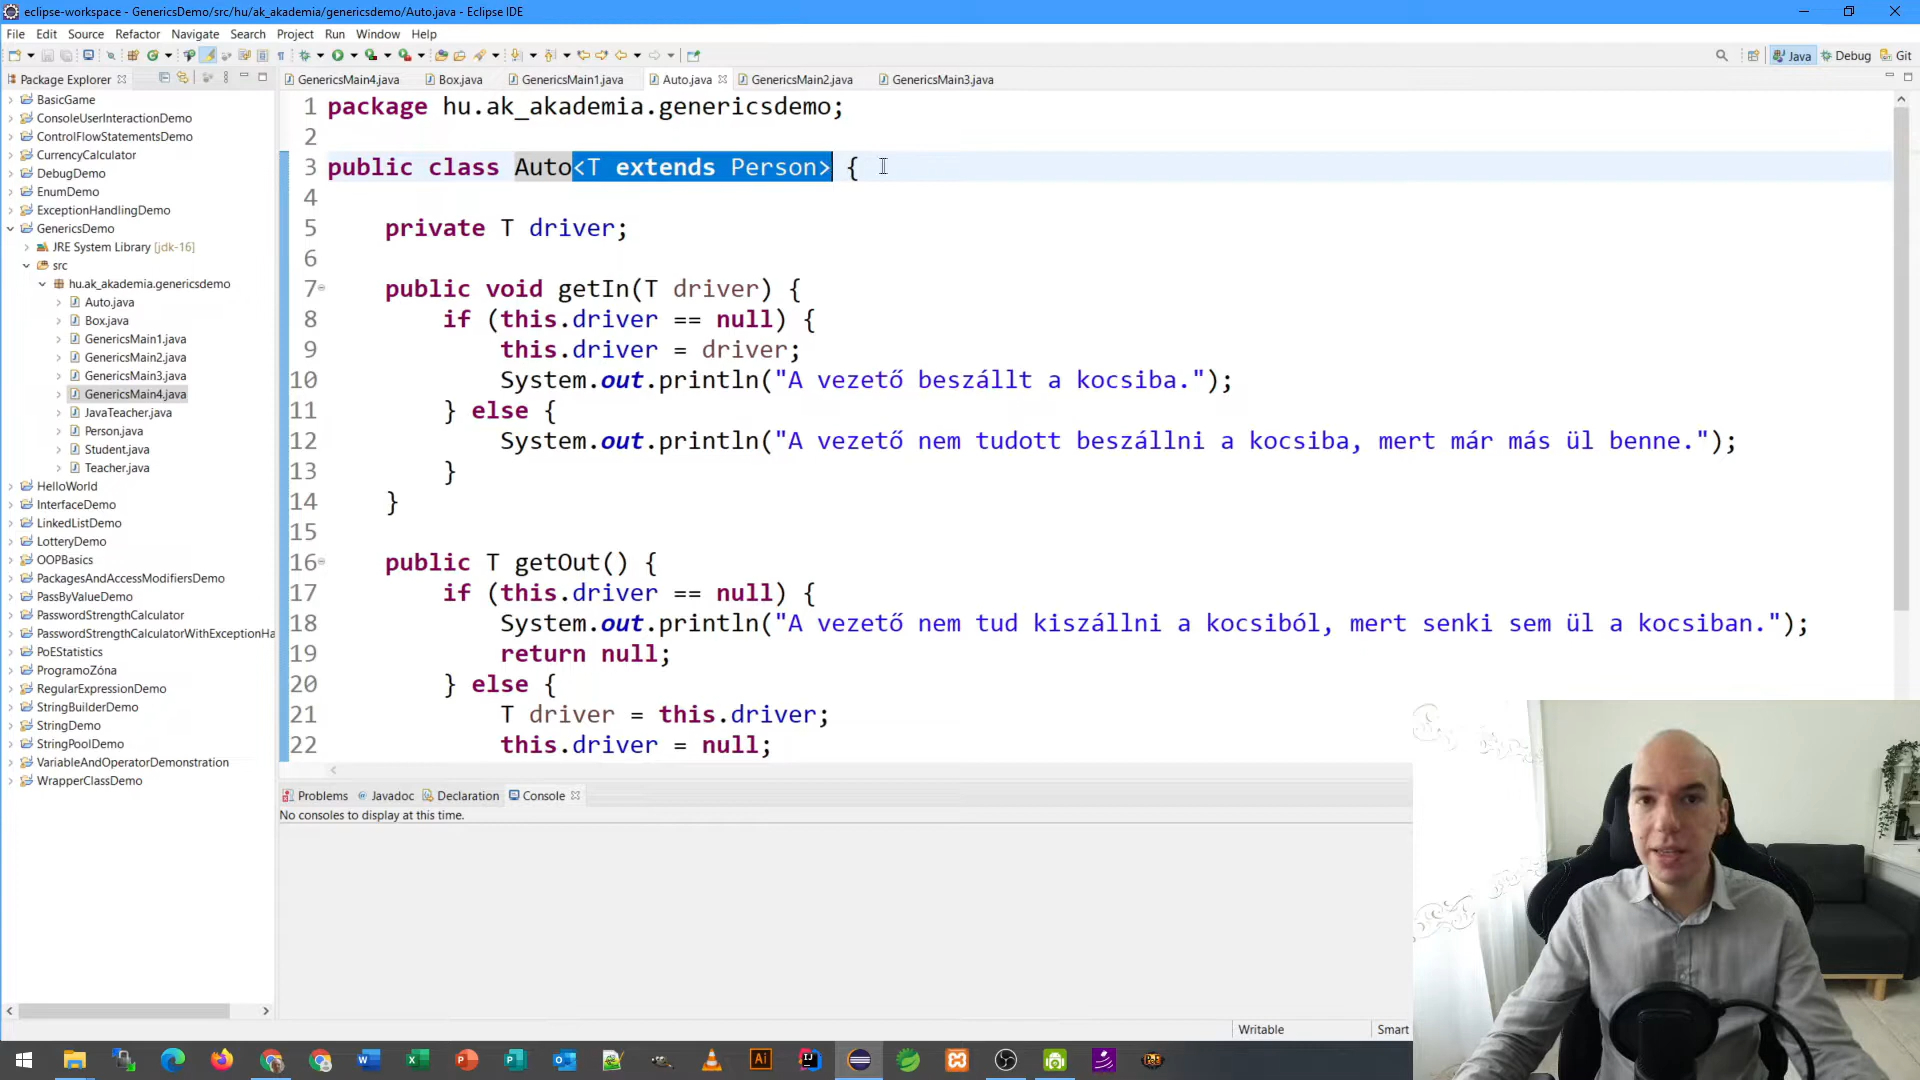 eclipse-workspace - GenericsDemo/src/hu/ak_akademia/genericsdemo/Auto.java - Eclipse IDE
File Edit Source Refactor Navigate Search Project Run Window Help
Java Debug Git
Package Explorer
GenericsMain4.java Box.java GenericsMain1.java Auto.java GenericsMain2.java GenericsMain3.java
BasicGame
ConsoleUserInteractionDemo
ControlFlowStatementsDemo
CurrencyCalculator
DebugDemo
EnumDemo
ExceptionHandlingDemo
GenericsDemo
JRE System Library [jdk-16]
src
hu.ak_akademia.genericsdemo
Auto.java
Box.java
GenericsMain1.java
GenericsMain2.java
GenericsMain3.java
GenericsMain4.java
JavaTeacher.java
Person.java
Student.java
Teacher.java
HelloWorld
InterfaceDemo
LinkedListDemo
LotteryDemo
OOPBasics
PackagesAndAccessModifiersDemo
PassByValueDemo
PasswordStrengthCalculator
PasswordStrengthCalculatorWithExceptionHa
PoEStatistics
ProgramoZóna
RegularExpressionDemo
StringBuilderDemo
StringDemo
StringPoolDemo
VariableAndOperatorDemonstration
WrapperClassDemo
1 package hu.ak_akademia.genericsdemo;
2
3 public class Auto<T extends Person> {
4
5 private T driver;
6
7 public void getIn(T driver) {
8 if (this.driver == null) {
9 this.driver = driver;
10 System.out.println("A vezető beszállt a kocsiba.");
11 } else {
12 System.out.println("A vezető nem tudott beszállni a kocsiba, mert már más ül benne.");
13 }
14 }
15
16 public T getOut() {
17 if (this.driver == null) {
18 System.out.println("A vezető nem tud kiszállni a kocsiból, mert senki sem ül a kocsiban.");
19 return null;
20 } else {
21 T driver = this.driver;
22 this.driver = null;
Problems Javadoc Declaration Console
No consoles to display at this time.
Writable Smart